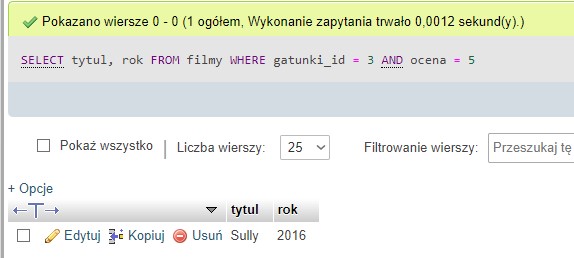 Pokazano wiersze 0 - 0 (1 ogółem, Wykonanie zapytania trwało 0,0012 sekund(y).)
SELECT tytul, rok FROM filmy WHERE gatunki_id = 3 AND ocena = 5
Pokaż wszystko | Liczba wierszy: 25 Filtrowanie wierszy: Przeszukaj tę
+ Opcje
←T→ tytul rok
Edytuj Kopiuj Usuń Sully 2016